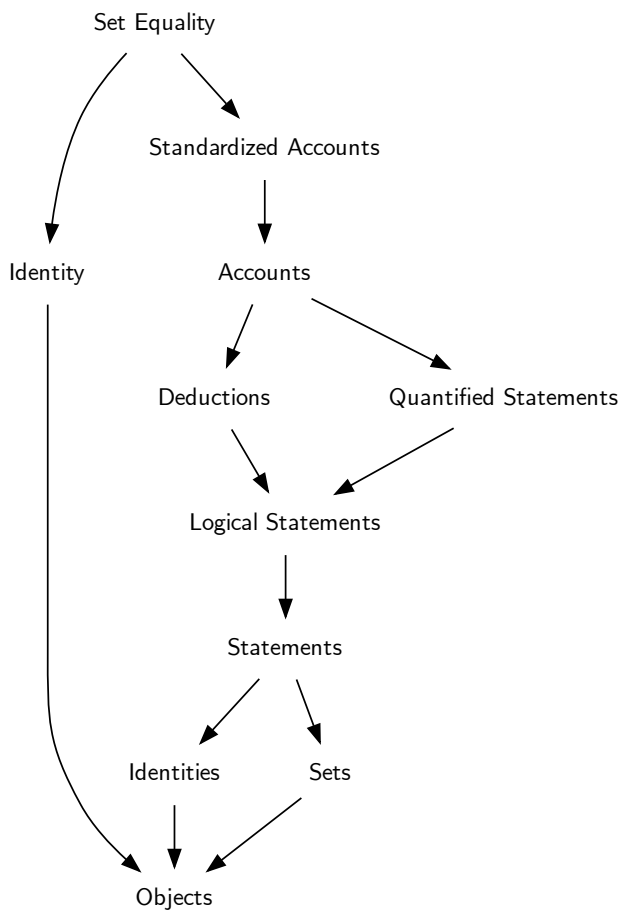 Set Equality
Standardized Accounts
Identity
Accounts
Deductions
Quantified Statements
Logical Statements
Statements
Identities
Sets
Objects